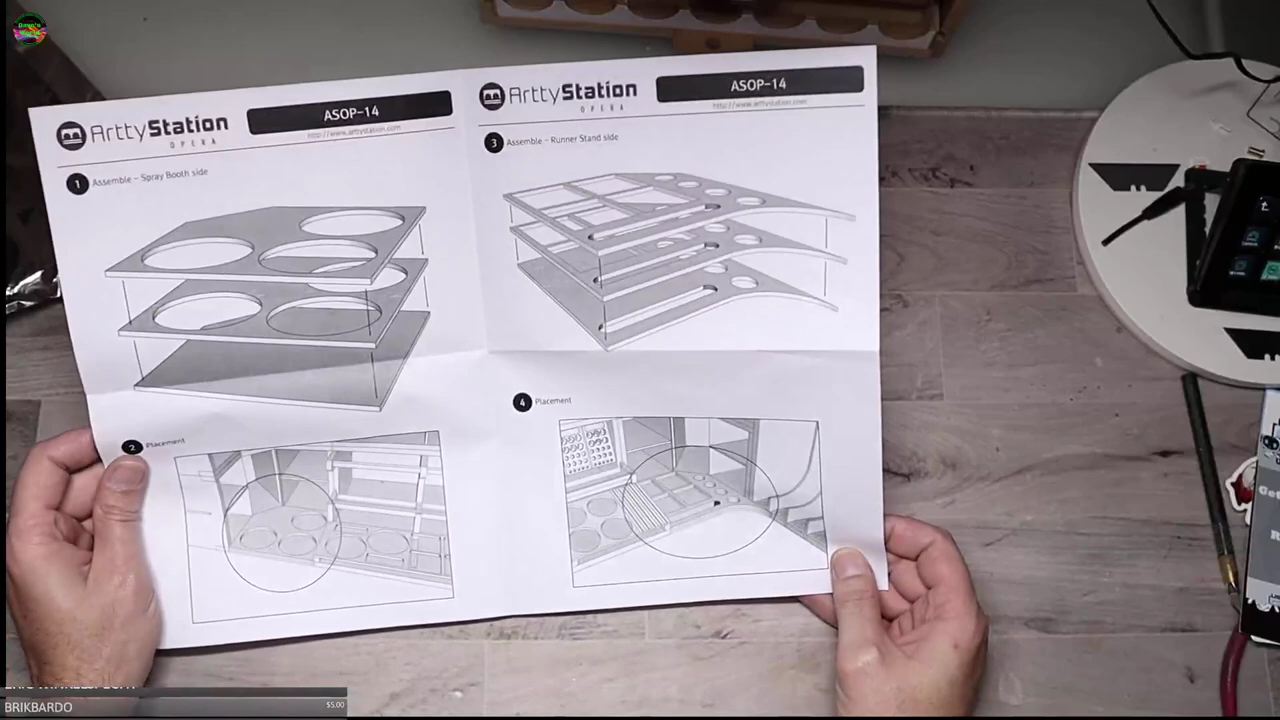 ArttyStation
OPERA
ASOP-14
http://www.arttystation.com
1 Assemble - Spray Booth side
2 Placement
ArttyStation
OPERA
ASOP-14
http://www.arttystation.com
3 Assemble - Runner Stand side
4 Placement
BRIKBARDO
$5.00